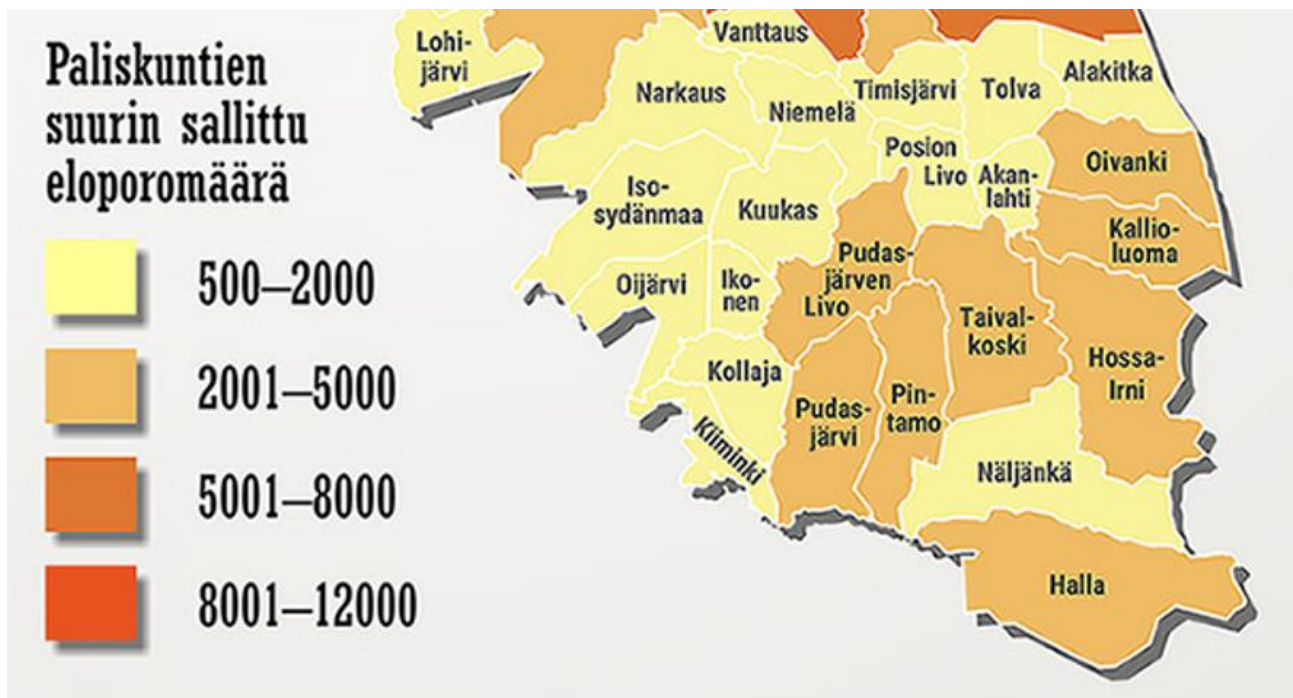 Paliskuntien
suurin sallittu
eloporomäärä
500–2000
2001–5000
5001–8000
8001–12000
Lohi-
järvi
Vanttaus
Narkaus
Niemelä
Timisjärvi
Tolva
Alakitka
Posion
Livo
Akan-
lahti
Oivanki
Iso-
sydänmaa
Kuukas
Kallio-
luoma
Pudas-
järven
Livo
Oijärvi
Iko-
nen
Taival-
koski
Hossa-
Irni
Kollaja
Pudas-
järvi
Pin-
tamo
Kiiminki
Näljänkä
Halla